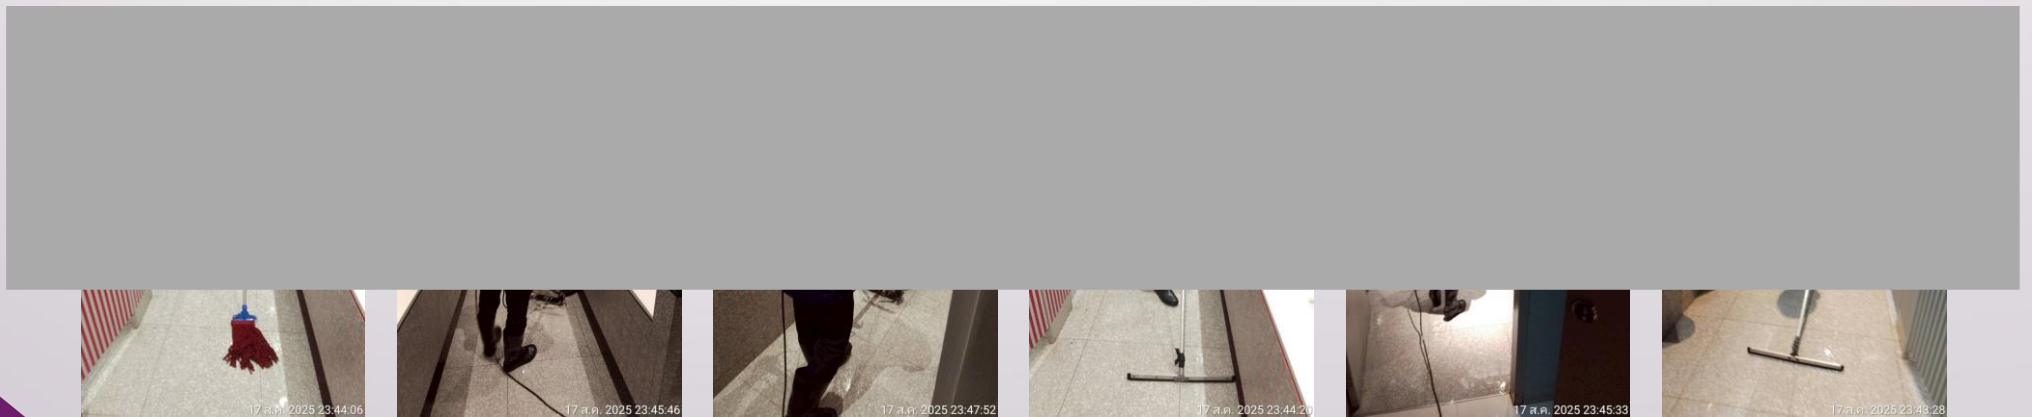 17 ส.ค. 2025 23:44:06
17 ส.ค. 2025 23:45:46
17 ส.ค. 2025 23:47:52
17 ส.ค. 2025 23:44:20
17 ส.ค. 2025 23:45:33
17 ส.ค. 2025 23:43:28